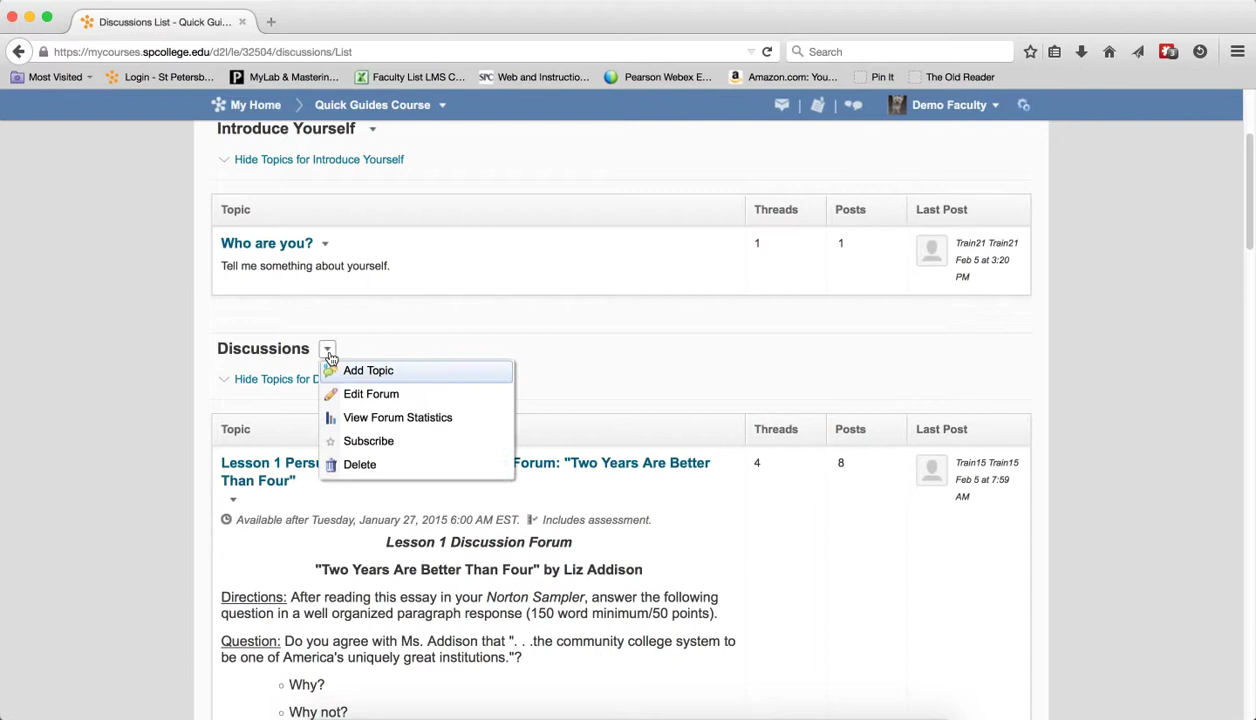 Discussions List - Quick Gui...
https://mycourses.spcollege.edu/d2l/le/32504/discussions/List
Search
Most Visited
Login - St Petersb...
MyLab & Mastering...
Faculty List LMS C...
SPC Web and Instructio...
Pearson Webex E...
Amazon.com: You...
Pin It
The Old Reader
My Home
Quick Guides Course
Demo Faculty
Introduce Yourself
Hide Topics for Introduce Yourself
Topic Threads Posts Last Post
Who are you? 1 1 Train21 Train21
Feb 5 at 3:20
PM
Tell me something about yourself.
Discussions
Add Topic
Edit Forum
View Forum Statistics
Subscribe
Delete
Hide Topics for D
Topic Threads Posts Last Post
Lesson 1 Persu Forum: "Two Years Are Better
Than Four"
4 8 Train15 Train15
Feb 5 at 7:59
AM
Available after Tuesday, January 27, 2015 6:00 AM EST. Includes assessment.
Lesson 1 Discussion Forum
"Two Years Are Better Than Four" by Liz Addison
Directions: After reading this essay in your Norton Sampler, answer the following
question in a well organized paragraph response (150 word minimum/50 points).
Question: Do you agree with Ms. Addison that ". . .the community college system to
be one of America's uniquely great institutions."?
Why?
Why not?